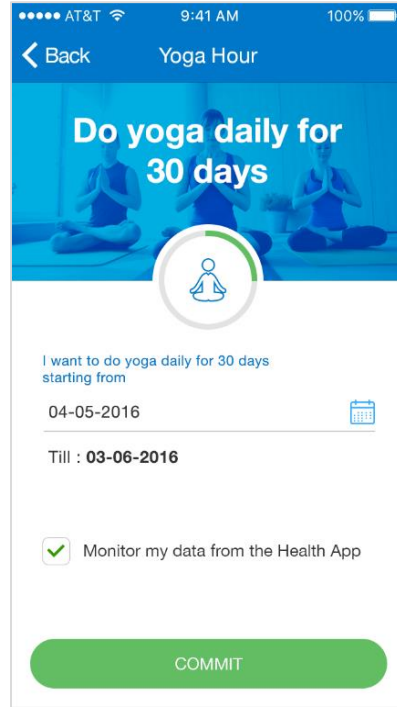 AT&T 9:41 AM 100%
Back Yoga Hour
Do yoga daily for
30 days
I want to do yoga daily for 30 days
starting from
04-05-2016
Till : 03-06-2016
Monitor my data from the Health App
COMMIT